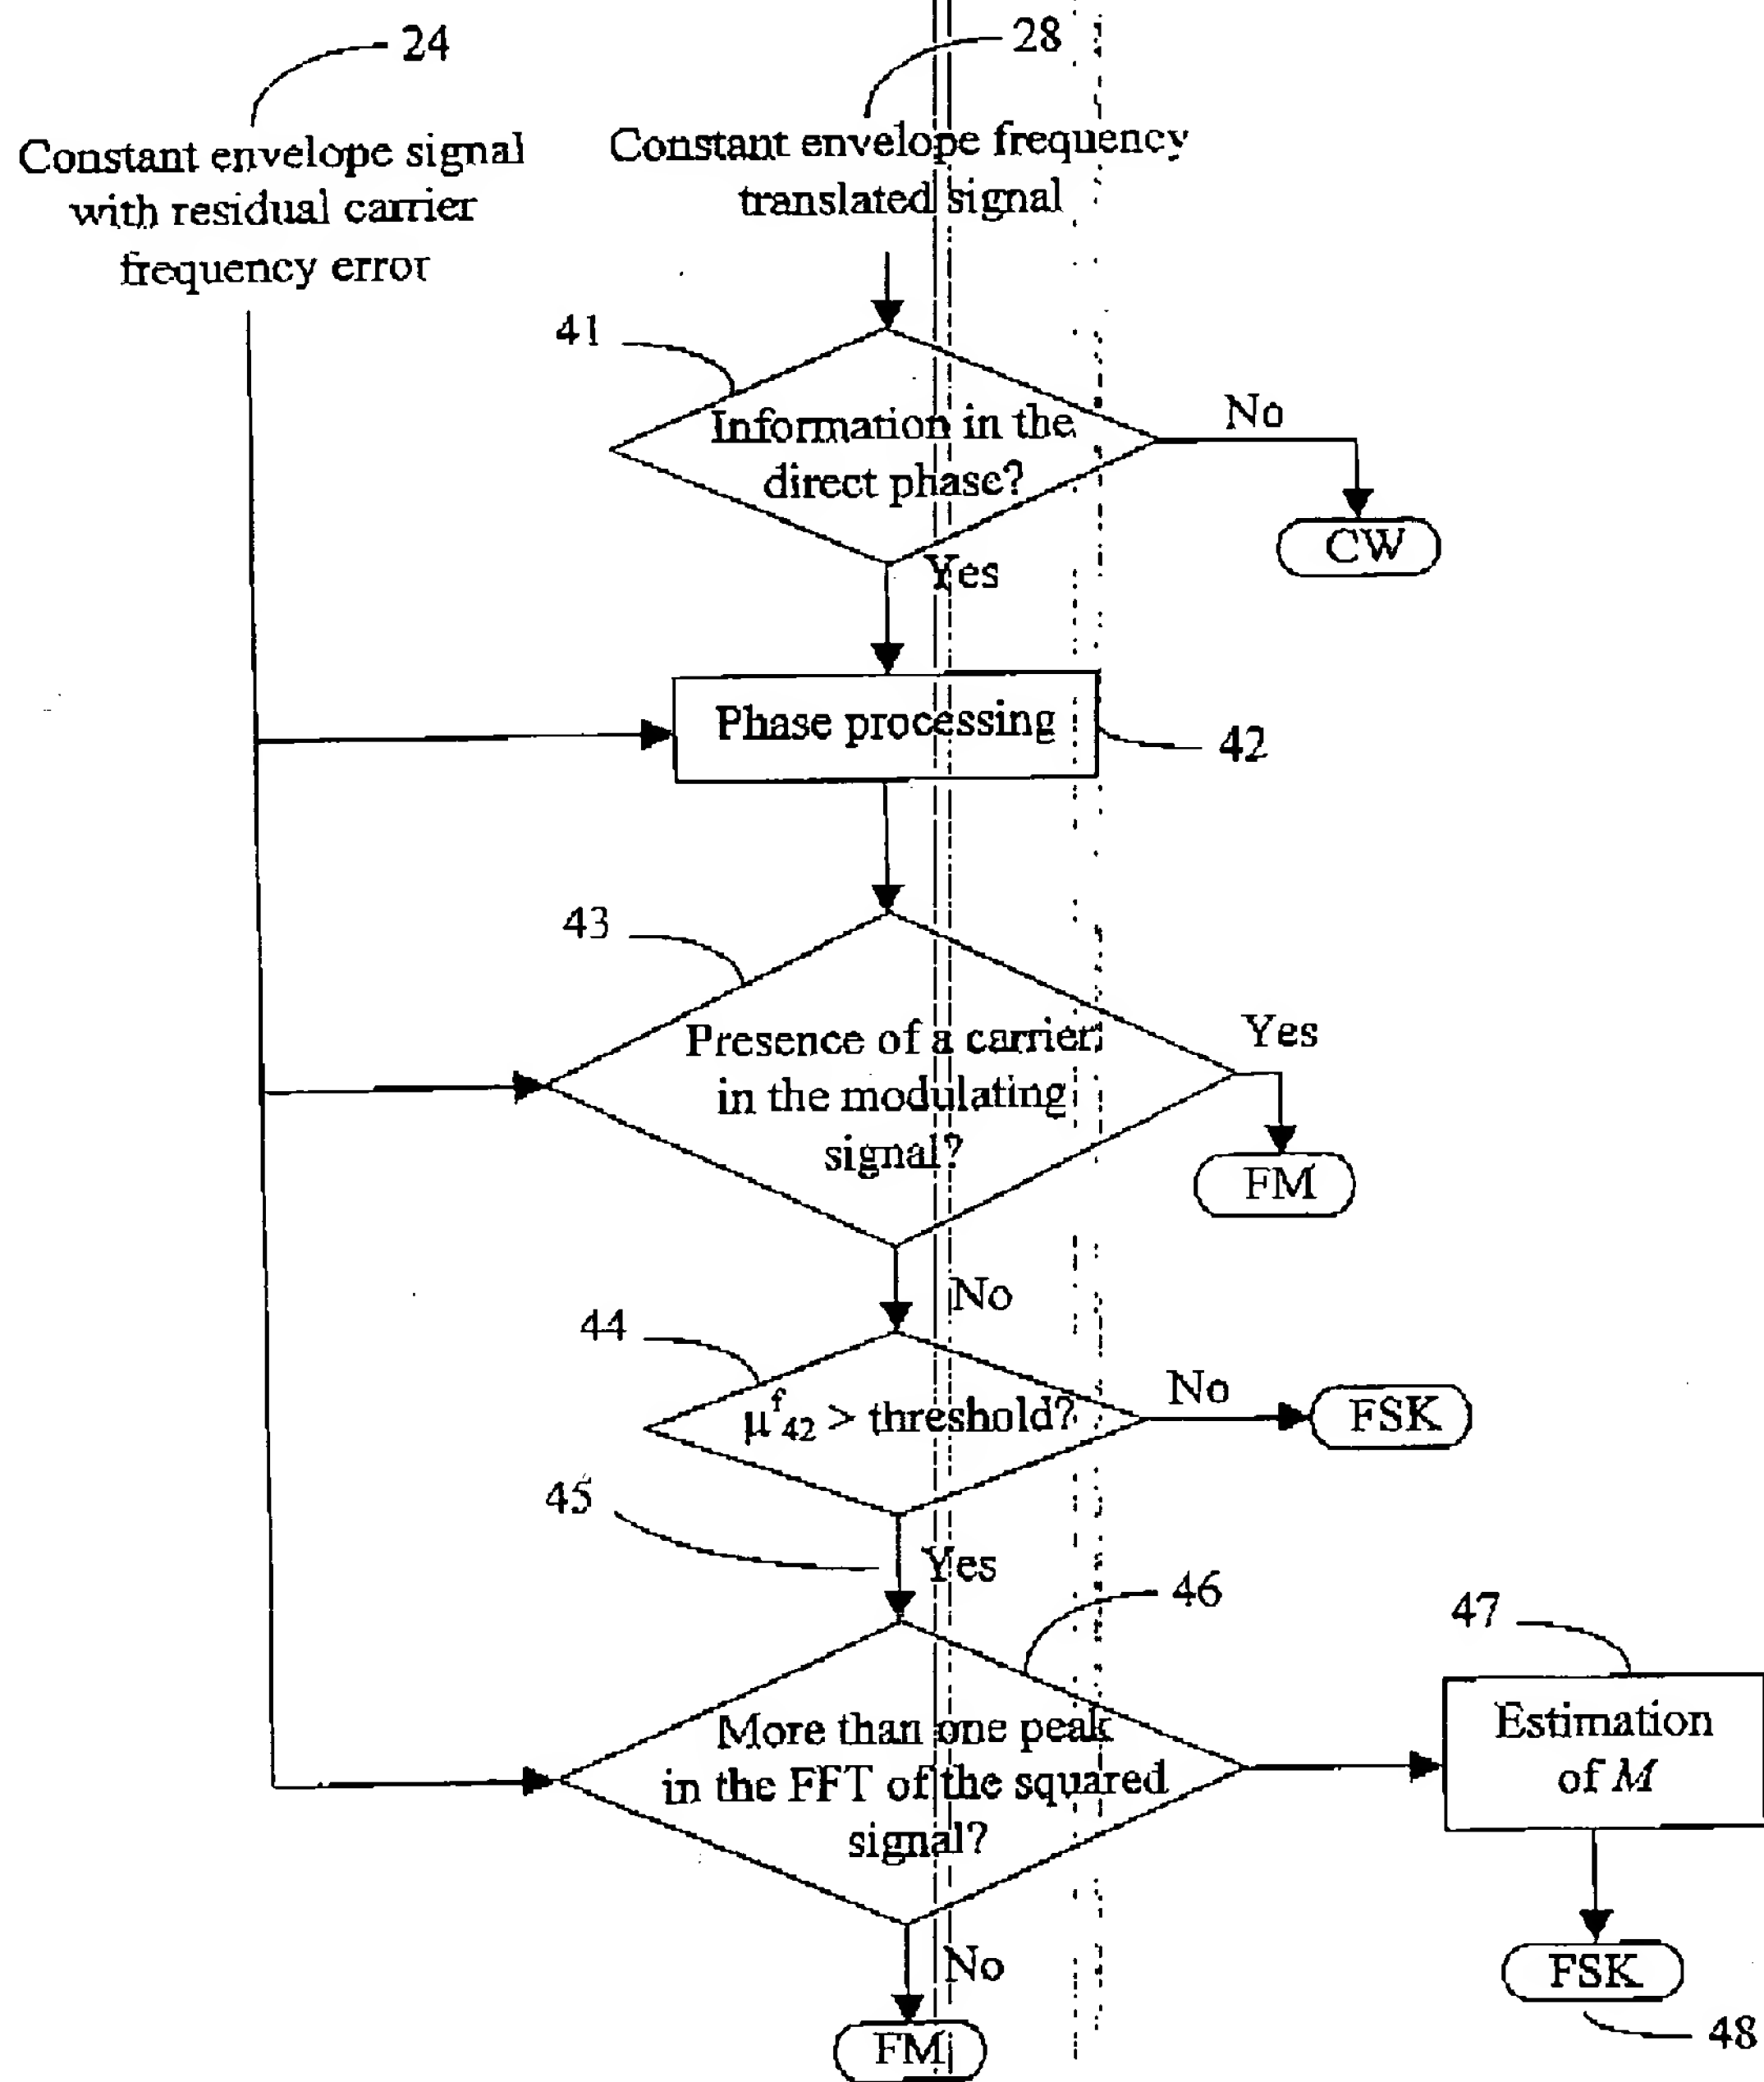 24
28
Constant envelope signal
with residual carrier
frequency error
Constant envelope frequency
translated signal
41
Information in the
direct phase?
No
CW
Yes
Phase processing
42
43
Presence of a carrier
in the modulating
signal?
Yes
FM
No
44
μᶠ₄₂ > threshold?
No
FSK
45
Yes
46
47
More than one peak
in the FFT of the squared
signal?
Estimation
of M
No
FM
FSK
48